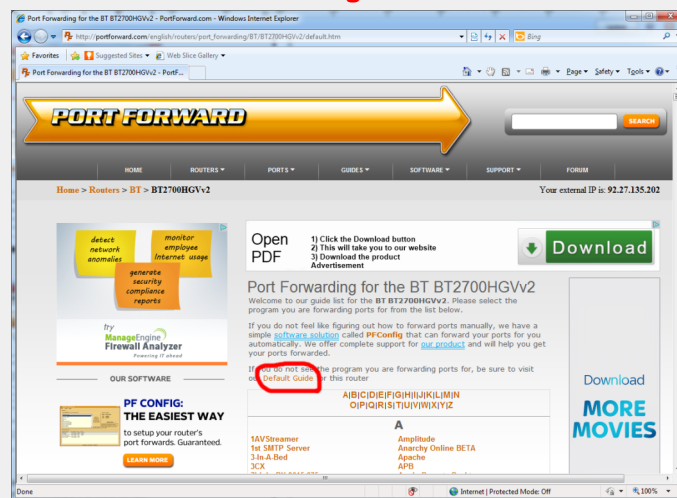 Port Forwarding for the BT BT2700HGVv2 - PortForward.com - Windows Internet Explorer
http://portforward.com/english/routers/port_forwarding/BT/BT2700HGVv2/default.htm
Bing
Favorites Suggested Sites Web Slice Gallery
Port Forwarding for the BT BT2700HGVv2 - PortF...
Page Safety Tools
PORT FORWARD
SEARCH
HOME ROUTERS PORTS GUIDES SOFTWARE SUPPORT FORUM
Home > Routers > BT > BT2700HGVv2
Your external IP is: 92.27.135.202
detect network anomalies
monitor employee Internet usage
generate security compliance reports
try
ManageEngine
Firewall Analyzer
Powering IT ahead
OUR SOFTWARE
PF CONFIG:
THE EASIEST WAY
to setup your router's
port forwards. Guaranteed.
LEARN MORE
Open
PDF
1) Click the Download button
2) This will take you to our website
3) Download the product
Advertisement
Download
Port Forwarding for the BT BT2700HGVv2
Welcome to our guide list for the BT BT2700HGVv2. Please select the
program you are forwarding ports for from the list below.
If you do not feel like figuring out how to forward ports manually, we have a
simple software solution called PFConfig that can forward your ports for you
automatically. We offer complete support for our product and will help you get
your ports forwarded.
If you do not see the program you are forwarding ports for, be sure to visit
our Default Guide for this router
A|B|C|D|E|F|G|H|I|J|K|L|M|N
O|P|Q|R|S|T|U|V|W|X|Y|Z
A
1AVStreamer
1st SMTP Server
3-In-A-Bed
3CX
Amplitude
Anarchy Online BETA
Apache
APB
Download
MORE
MOVIES
Done
Internet | Protected Mode: Off
100%